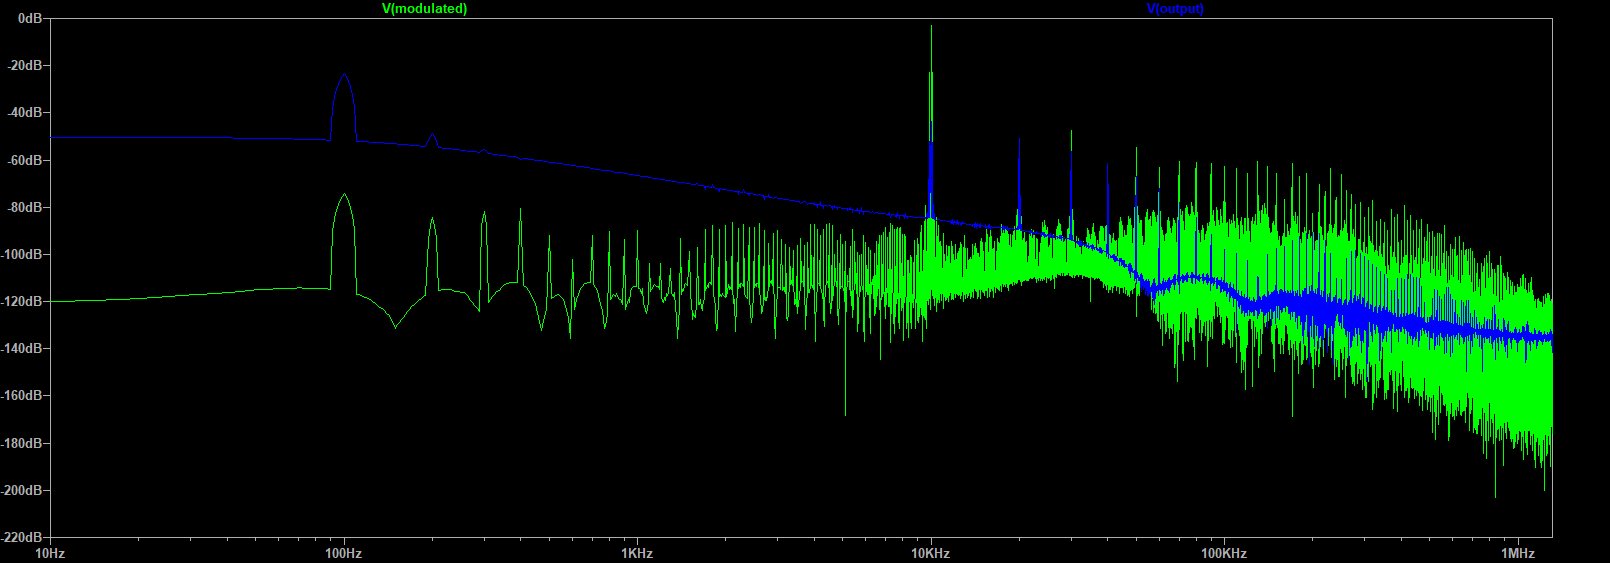 V(modulated) V(output)
0dB
-20dB
-40dB
-60dB
-80dB
-100dB
-120dB
-140dB
-160dB
-180dB
-200dB
-220dB
10Hz 100Hz 1KHz 10KHz 100KHz 1MHz